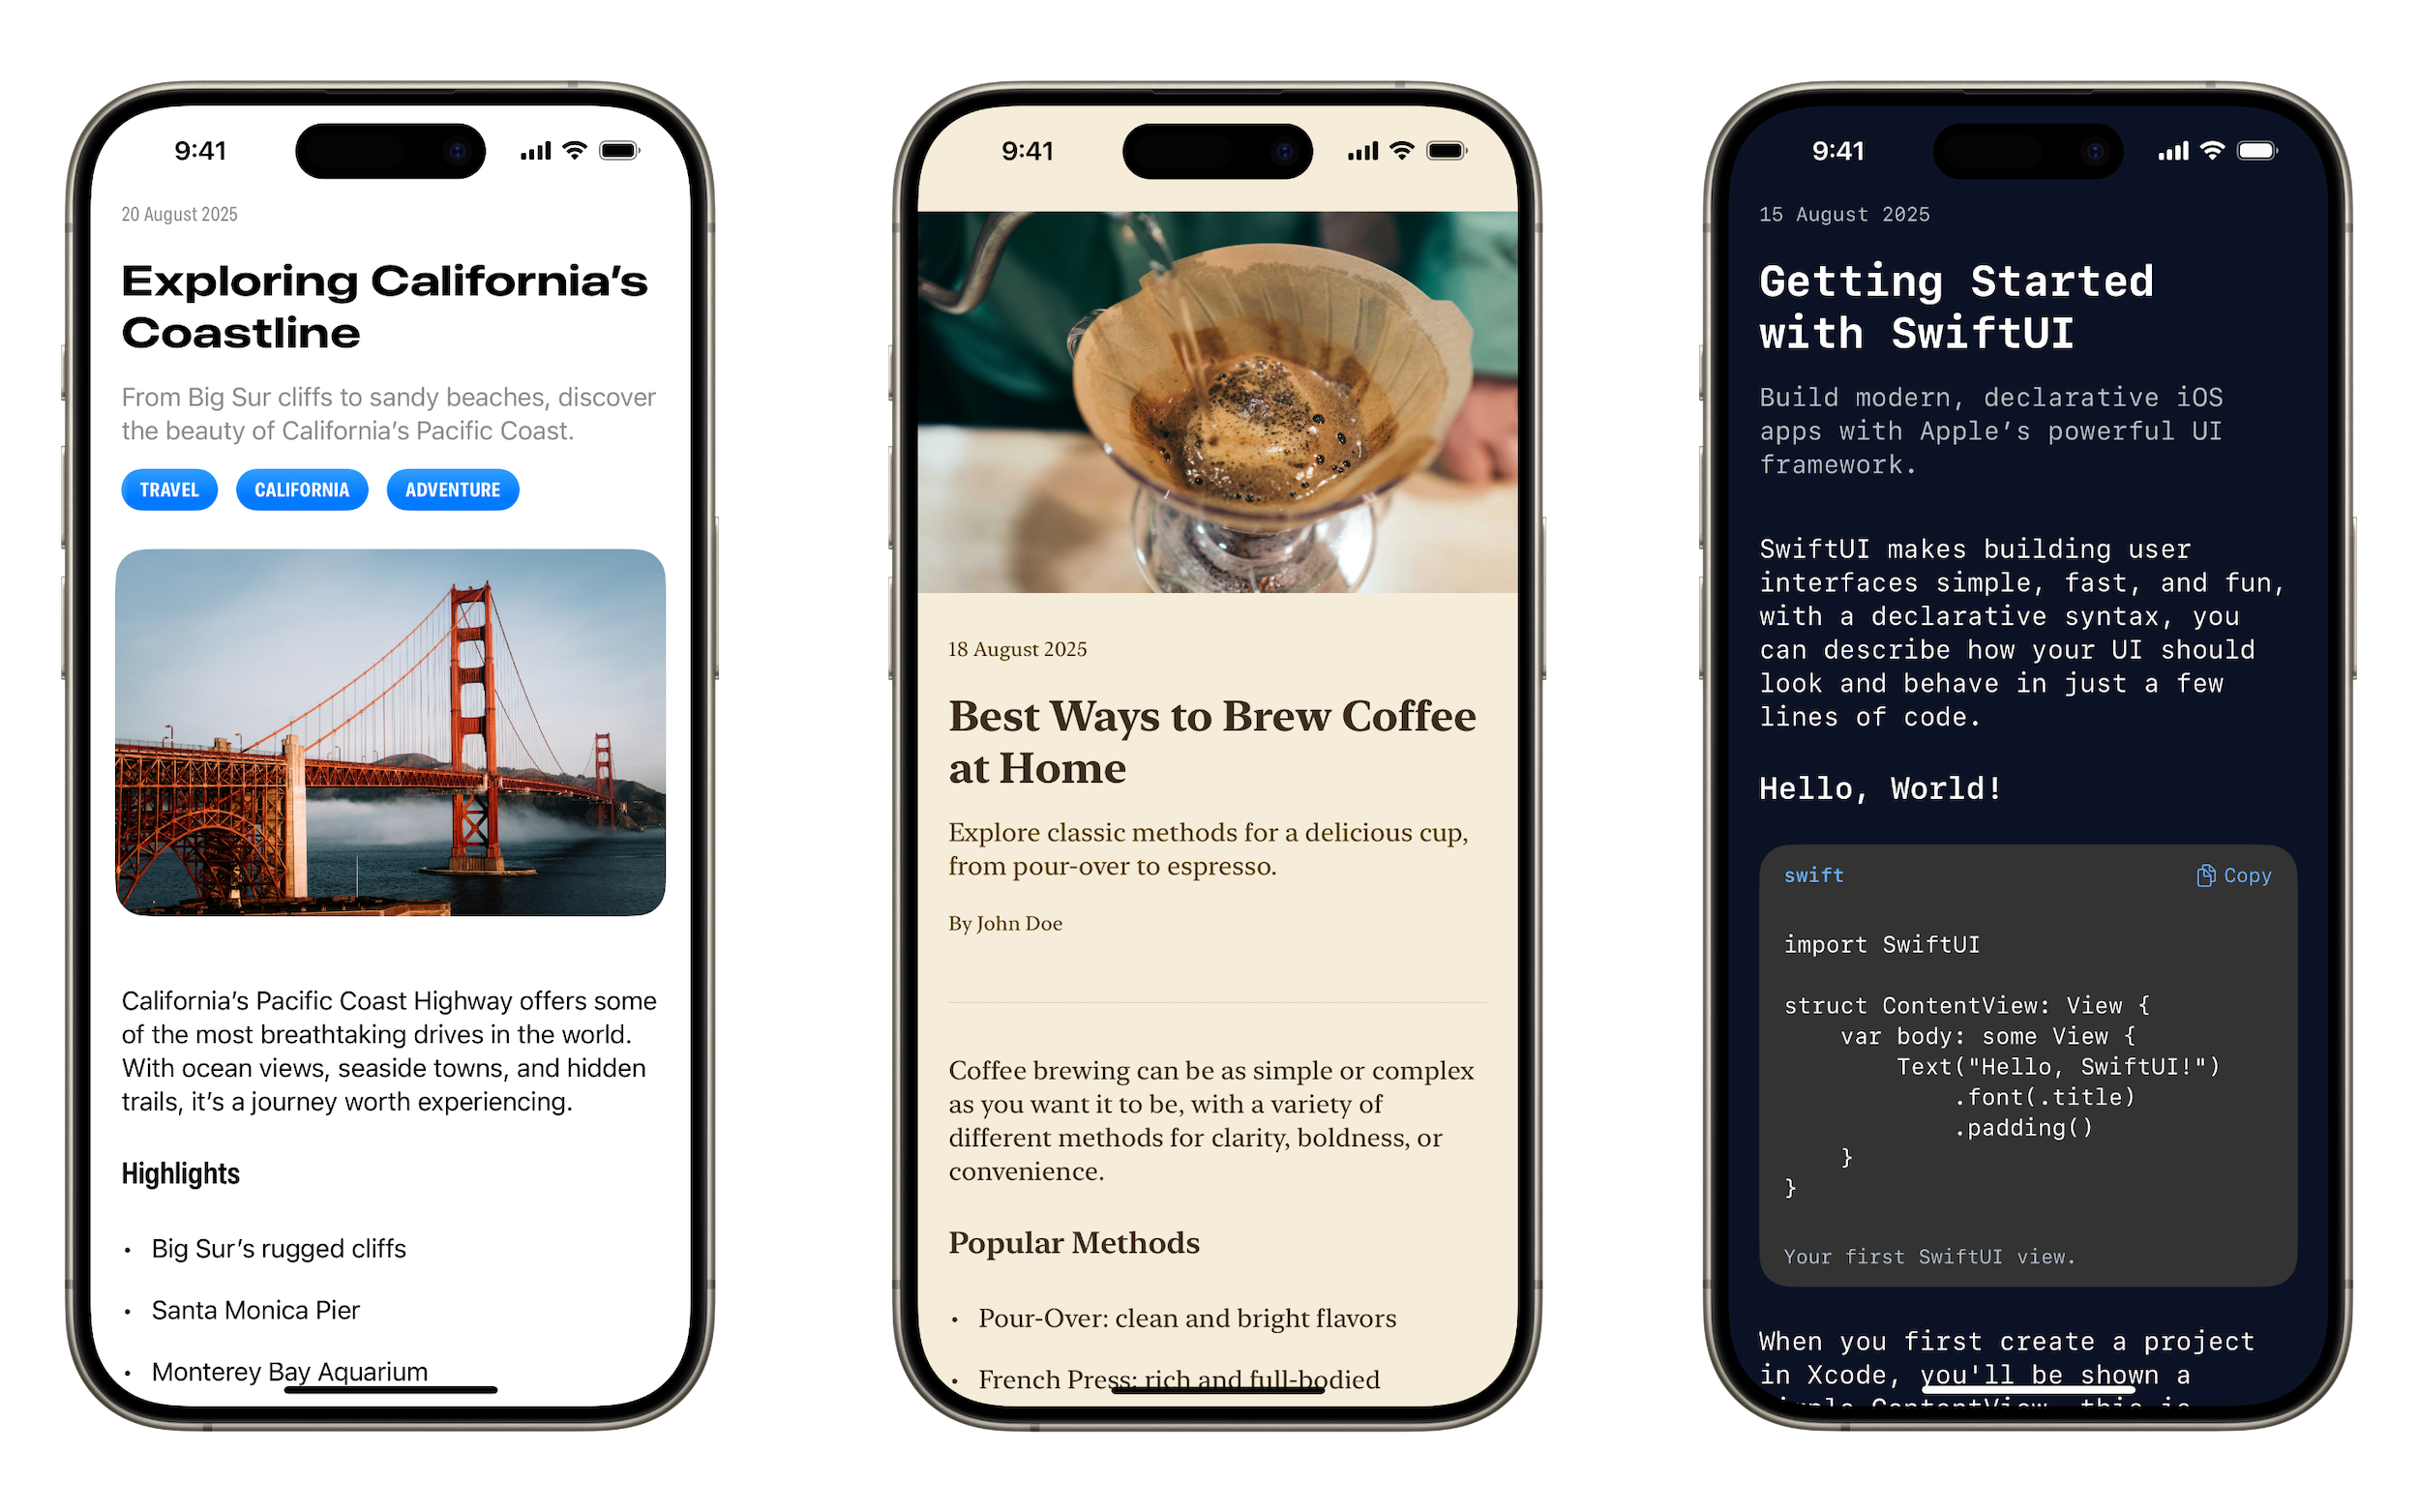 9:41
20 August 2025
Exploring California’s
Coastline
From Big Sur cliffs to sandy beaches, discover
the beauty of California’s Pacific Coast.
TRAVEL CALIFORNIA ADVENTURE
California’s Pacific Coast Highway offers some
of the most breathtaking drives in the world.
With ocean views, seaside towns, and hidden
trails, it’s a journey worth experiencing.
Highlights
• Big Sur’s rugged cliffs
• Santa Monica Pier
• Monterey Bay Aquarium
9:41
18 August 2025
Best Ways to Brew Coffee
at Home
Explore classic methods for a delicious cup,
from pour-over to espresso.
By John Doe
Coffee brewing can be as simple or complex
as you want it to be, with a variety of
different methods for clarity, boldness, or
convenience.
Popular Methods
• Pour-Over: clean and bright flavors
• French Press: rich and full-bodied
9:41
15 August 2025
Getting Started
with SwiftUI
Build modern, declarative iOS
apps with Apple’s powerful UI
framework.
SwiftUI makes building user
interfaces simple, fast, and fun,
with a declarative syntax, you
can describe how your UI should
look and behave in just a few
lines of code.
Hello, World!
swift Copy
import SwiftUI
struct ContentView: View {
    var body: some View {
        Text("Hello, SwiftUI!")
            .font(.title)
            .padding()
    }
}
Your first SwiftUI view.
When you first create a project
in Xcode, you'll be shown a
simple ContentView, this is